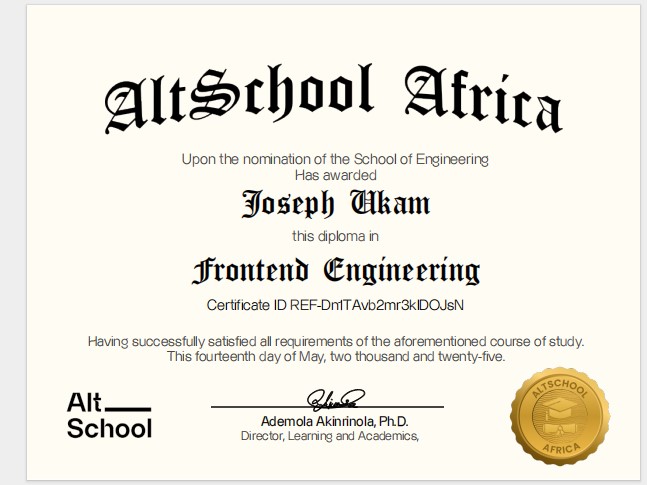 AltSchool Africa
Upon the nomination of the School of Engineering
Has awarded
Joseph Ukam
this diploma in
Frontend Engineering
Certificate ID REF-Dm1TAvb2mr3kIDOJsN
Having successfully satisfied all requirements of the aforementioned course of study.
This fourteenth day of May, two thousand and twenty-five.
Alt
School
Ademola Akinrinola, Ph.D.
Director, Learning and Academics,
ALTSCHOOL
AFRICA